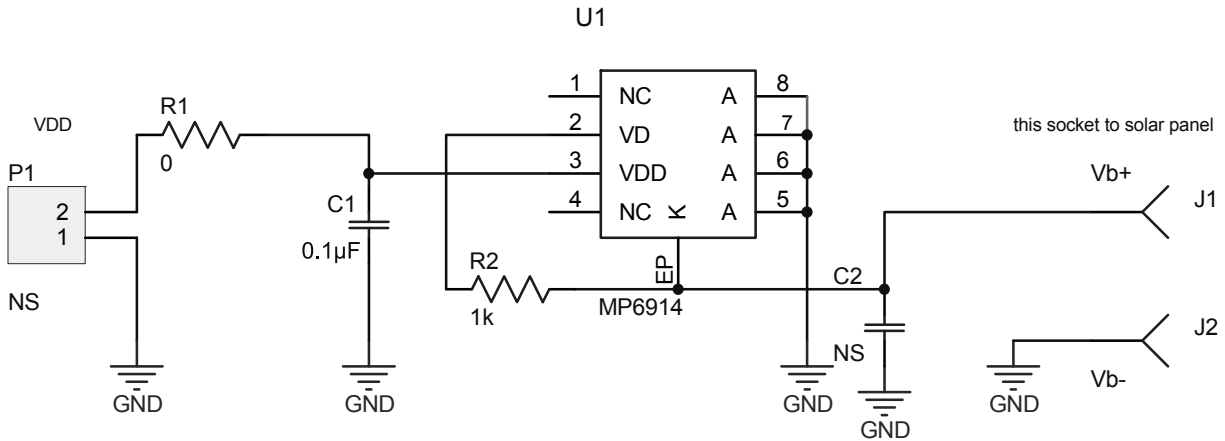 U1
1 NC A 8
2 VD A 7
3 VDD A 6
4 NC K A 5
EP
MP6914
R1
0
VDD
P1
2
1
NS
GND
C1
0.1µF
GND
R2
1k
C2
NS
GND
GND
this socket to solar panel
Vb+
J1
J2
Vb-
GND